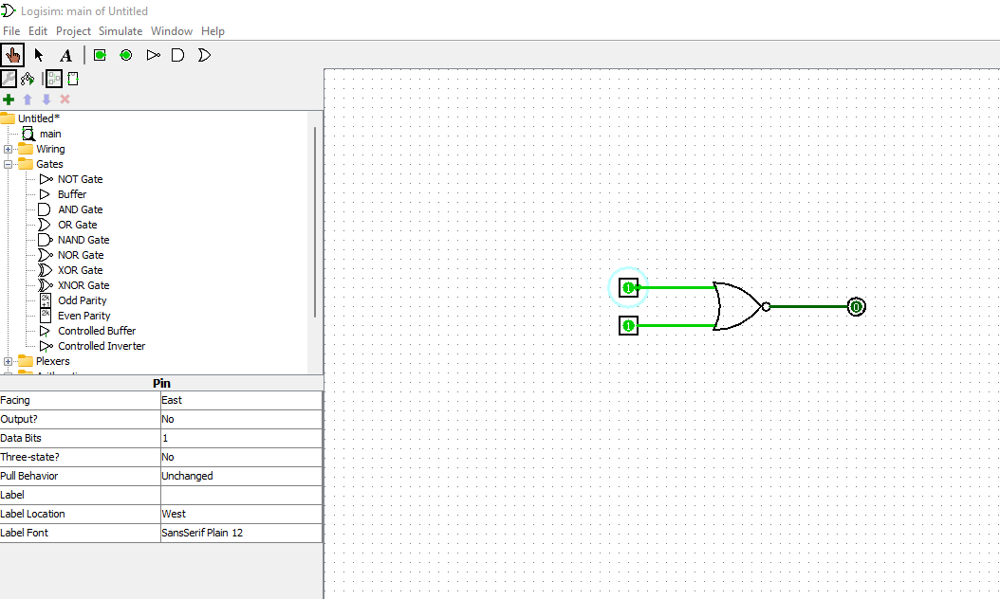 Logisim: main of Untitled
File Edit Project Simulate Window Help
A
Untitled*
main
Wiring
Gates
NOT Gate
Buffer
AND Gate
OR Gate
NAND Gate
NOR Gate
XOR Gate
XNOR Gate
Odd Parity
Even Parity
Controlled Buffer
Controlled Inverter
Plexers
Pin
Facing East
Output? No
Data Bits 1
Three-state? No
Pull Behavior Unchanged
Label
Label Location West
Label Font SansSerif Plain 12
1
1
0